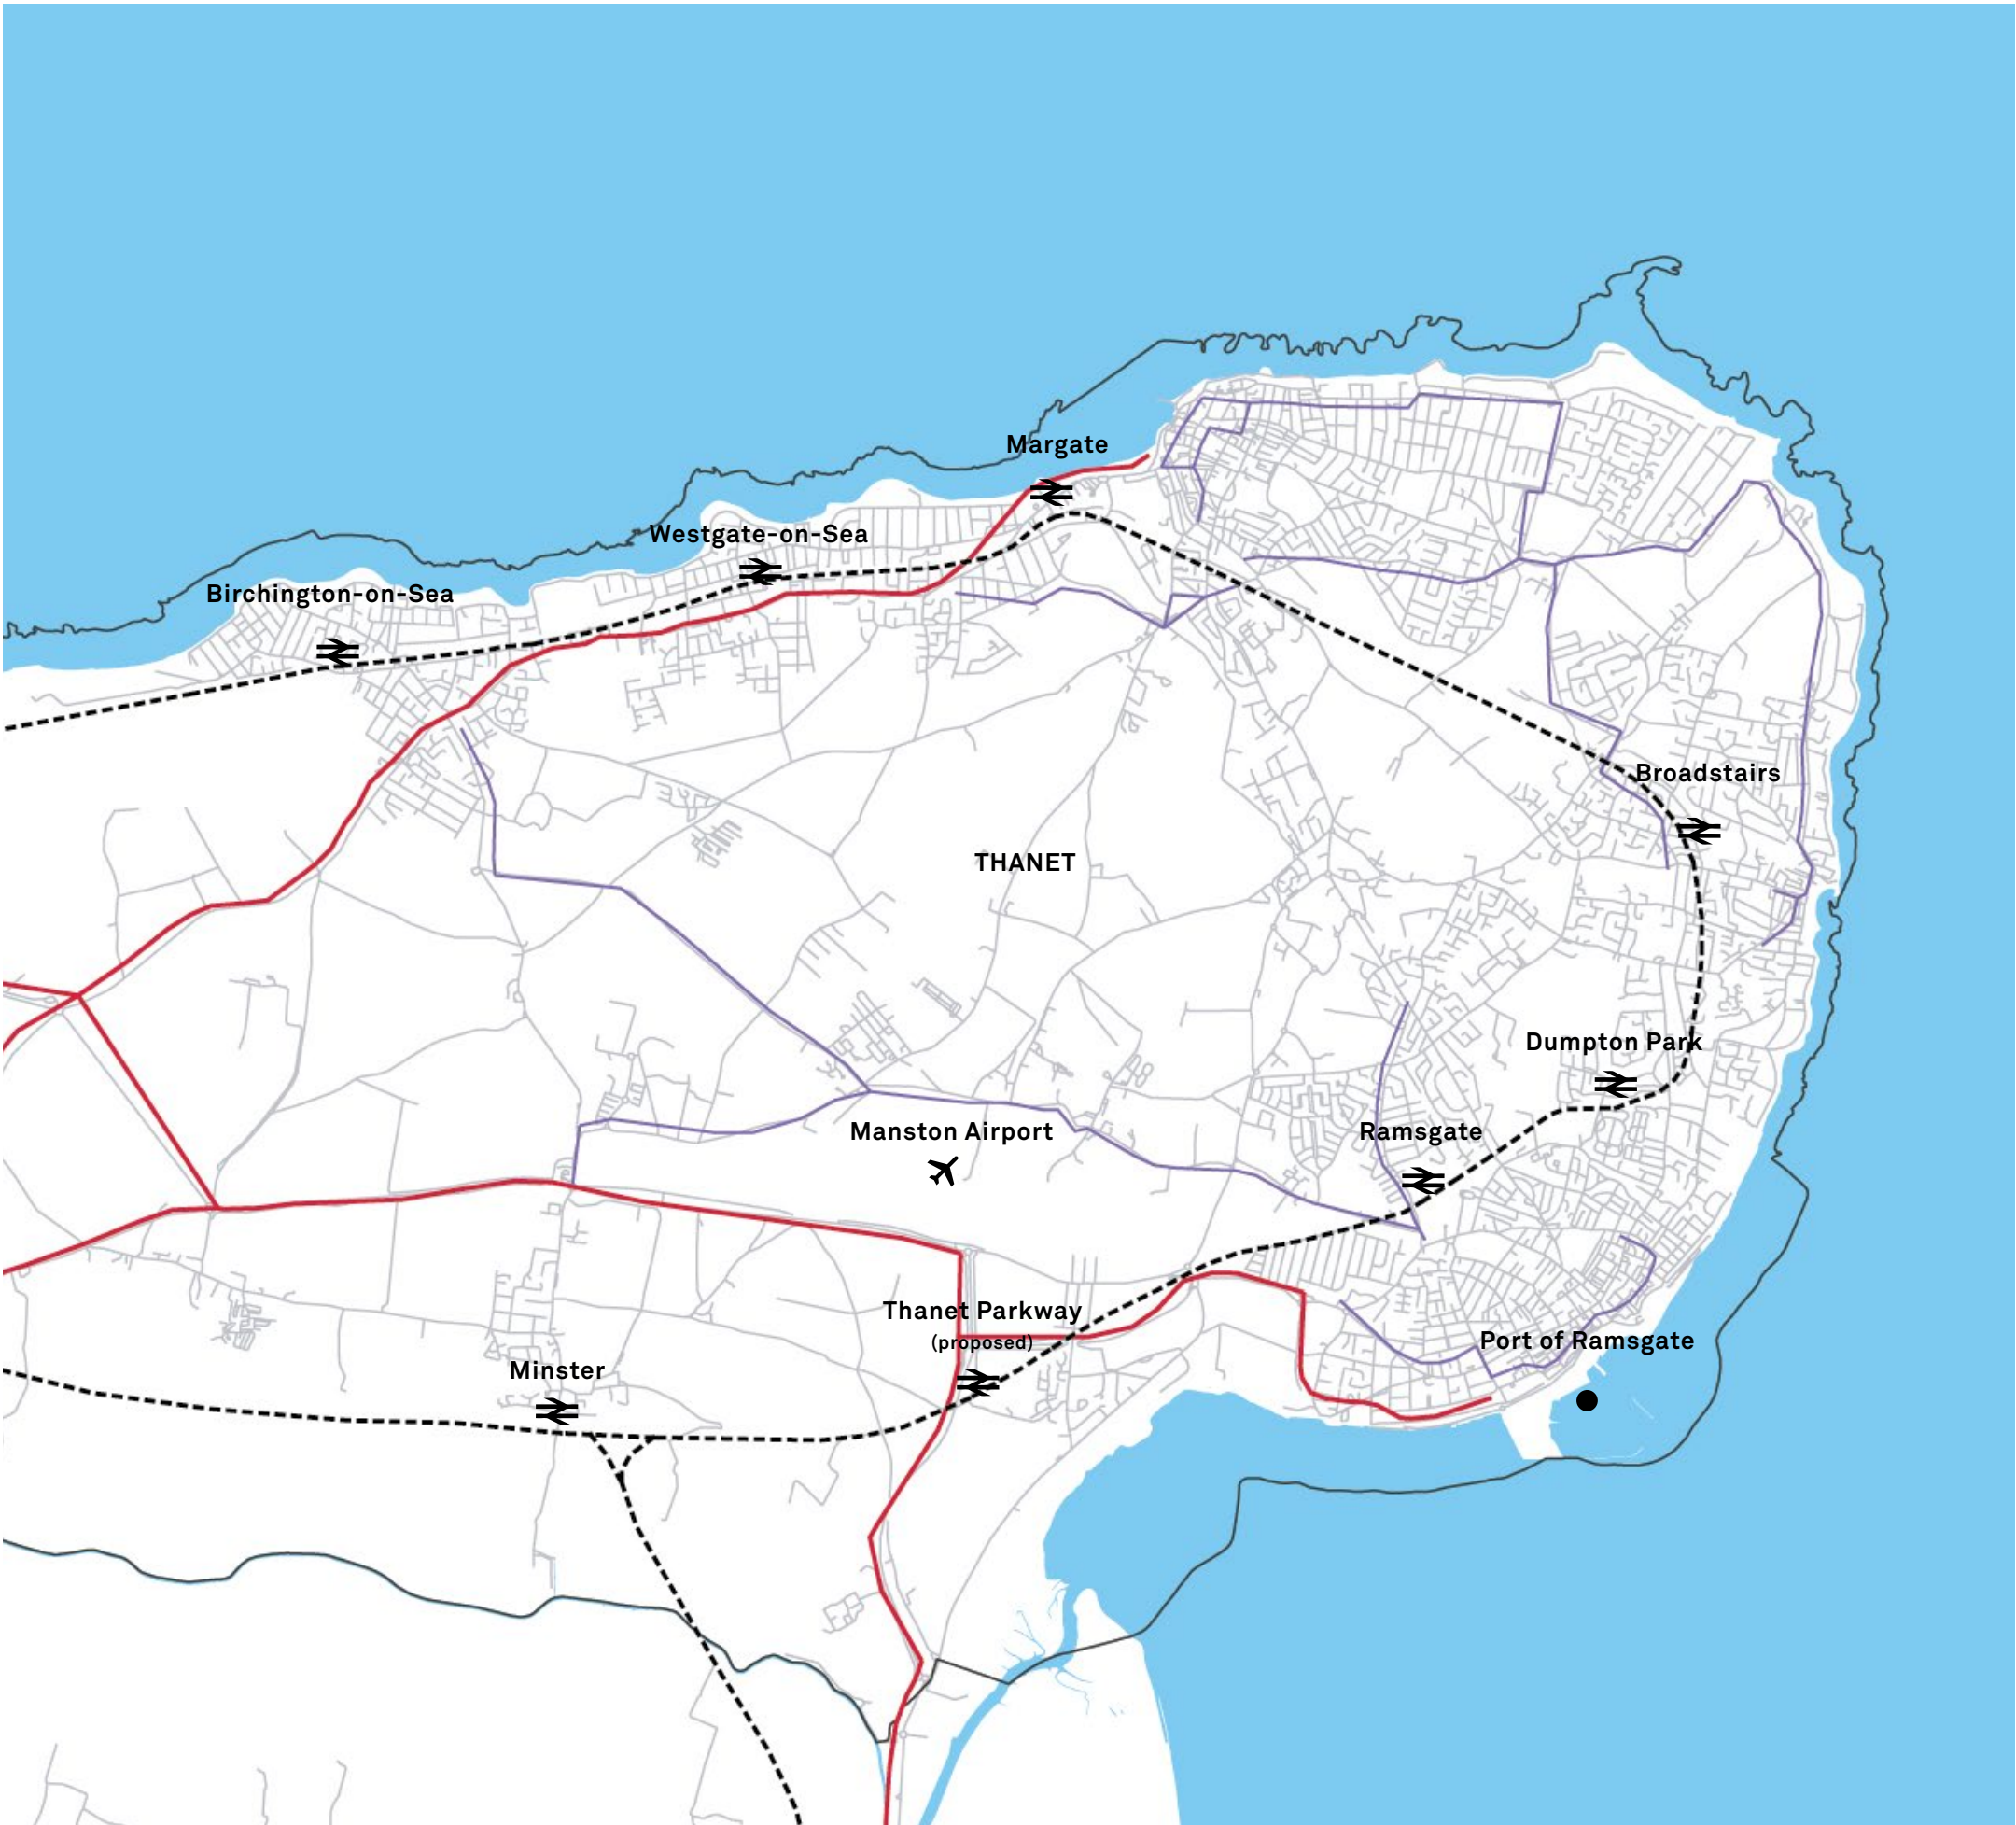 Margate
Westgate-on-Sea
Birchington-on-Sea
Broadstairs
THANET
Dumpton Park
Manston Airport
Ramsgate
Thanet Parkway
(proposed)
Port of Ramsgate
Minster